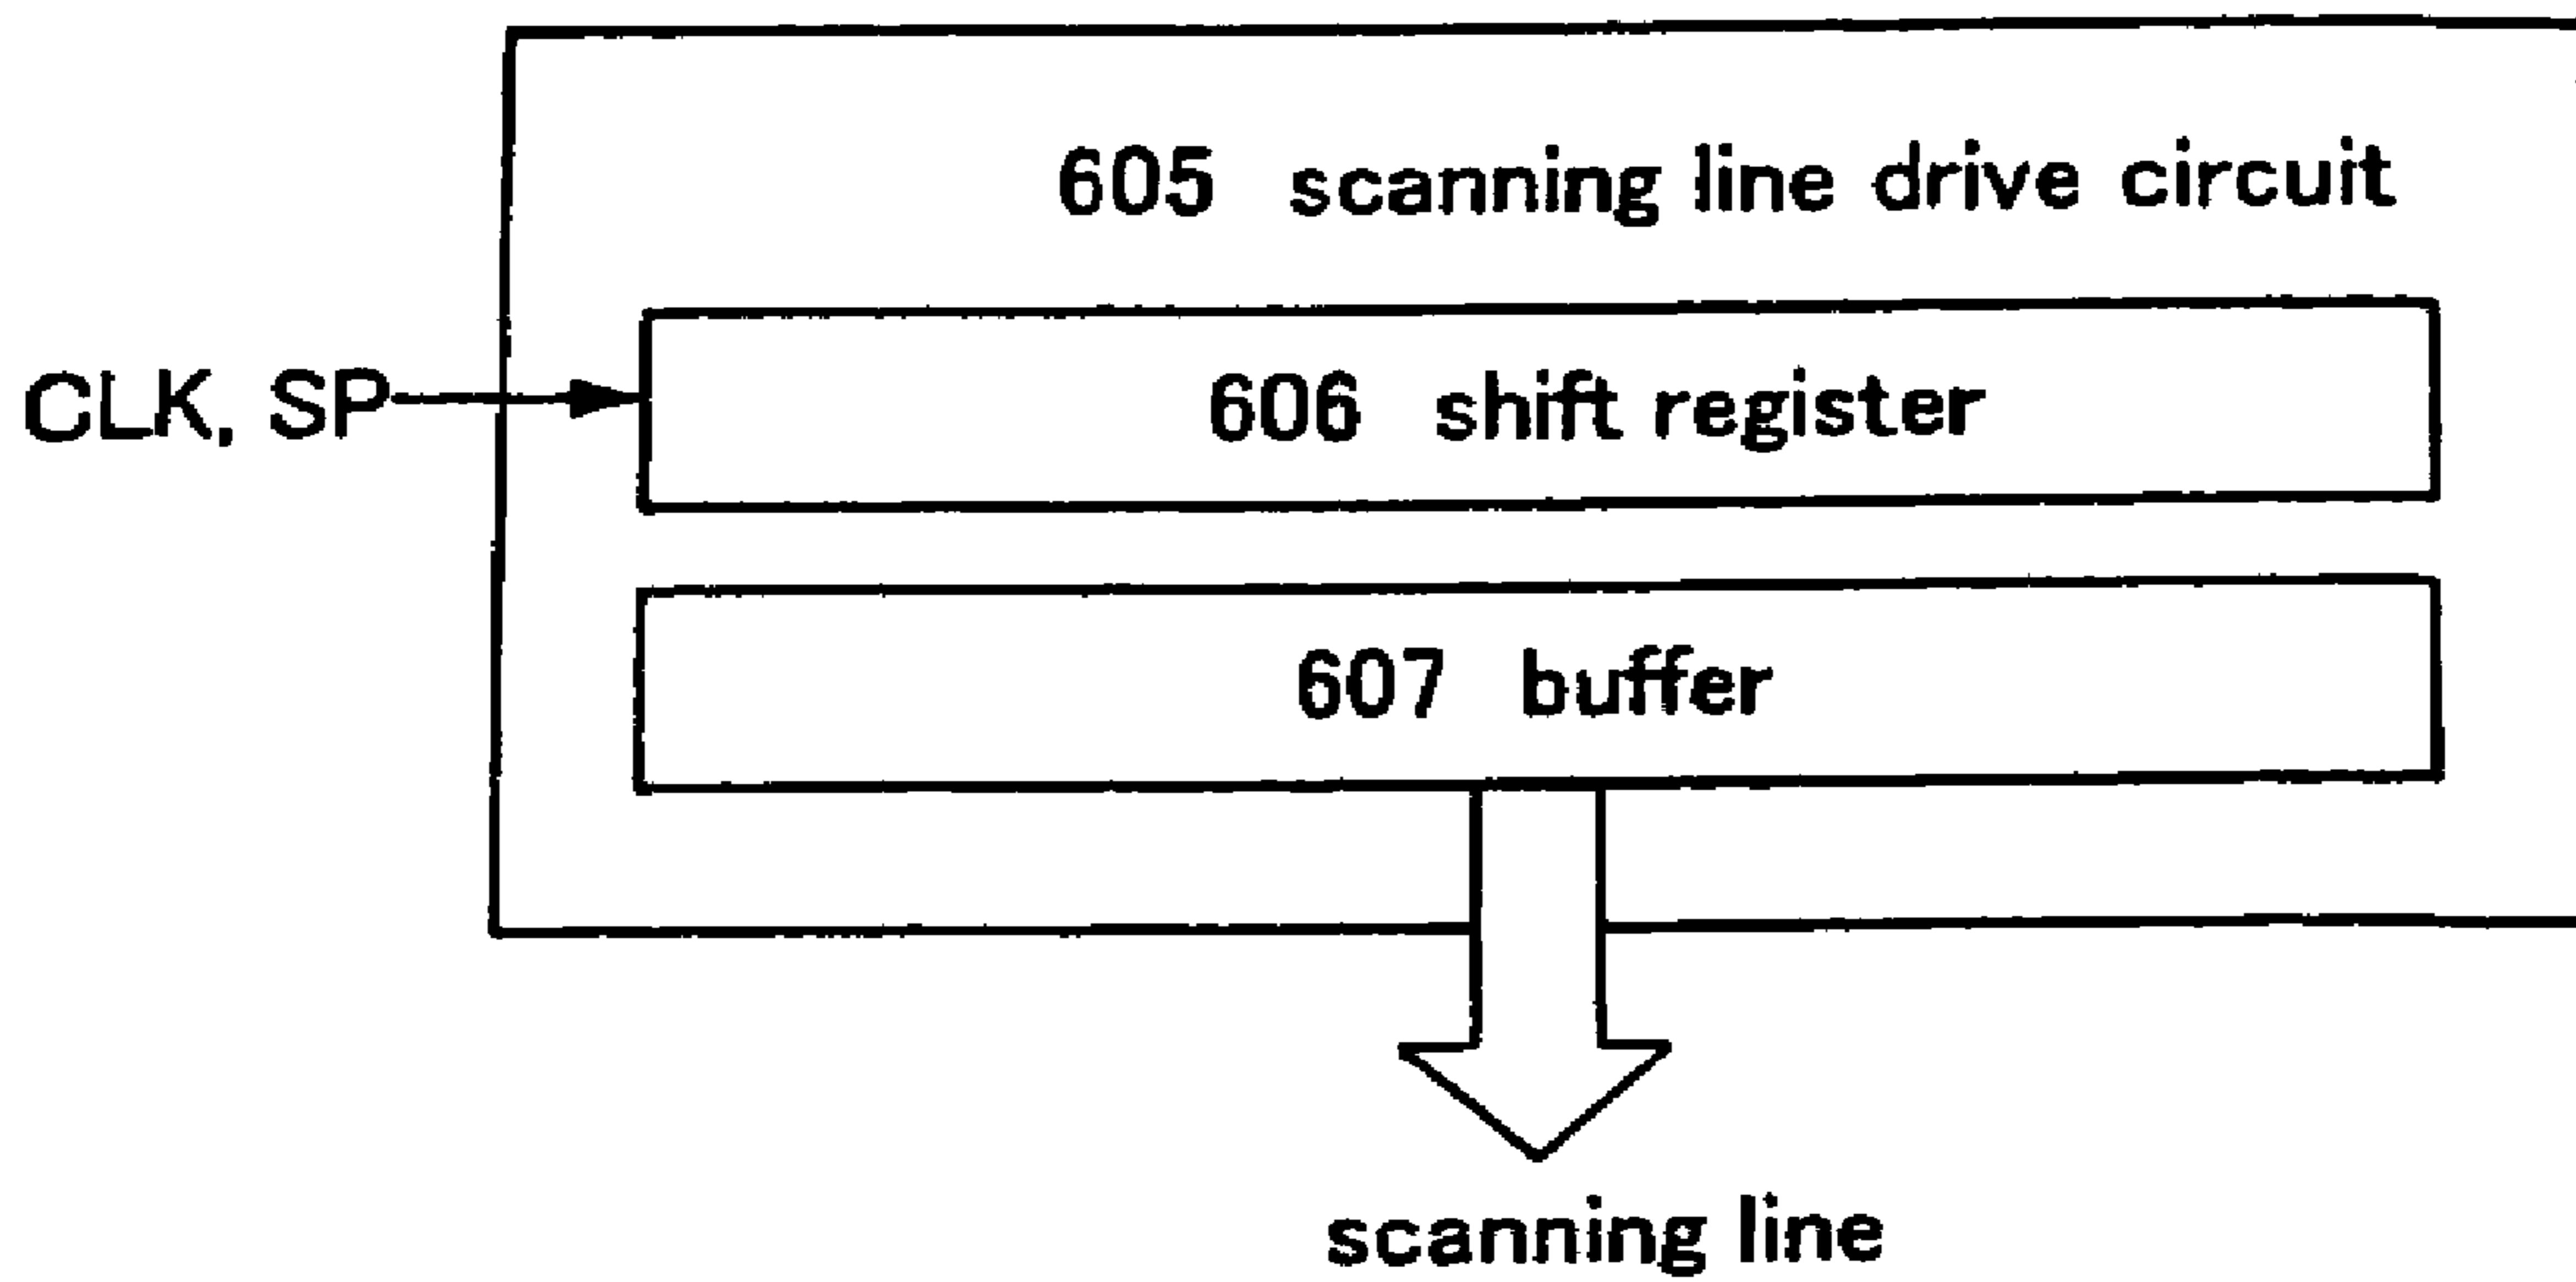 605 scanning line drive circuit
CLK, SP
606 shift register
607 buffer
scanning line